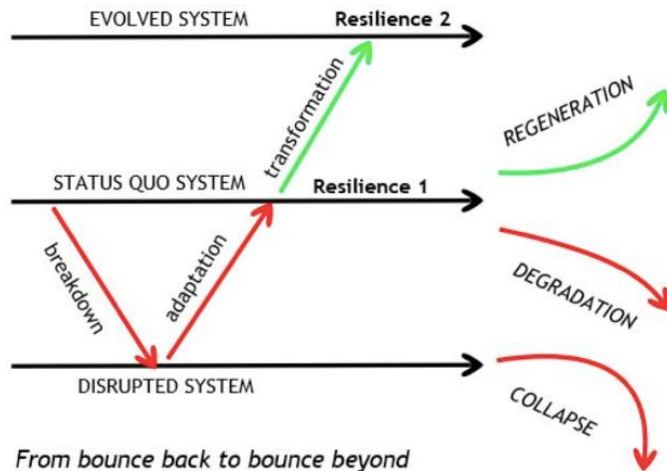 EVOLVED SYSTEM
Resilience 2
transformation
REGENERATION
STATUS QUO SYSTEM
Resilience 1
breakdown
adaptation
DEGRADATION
DISRUPTED SYSTEM
COLLAPSE
From bounce back to bounce beyond